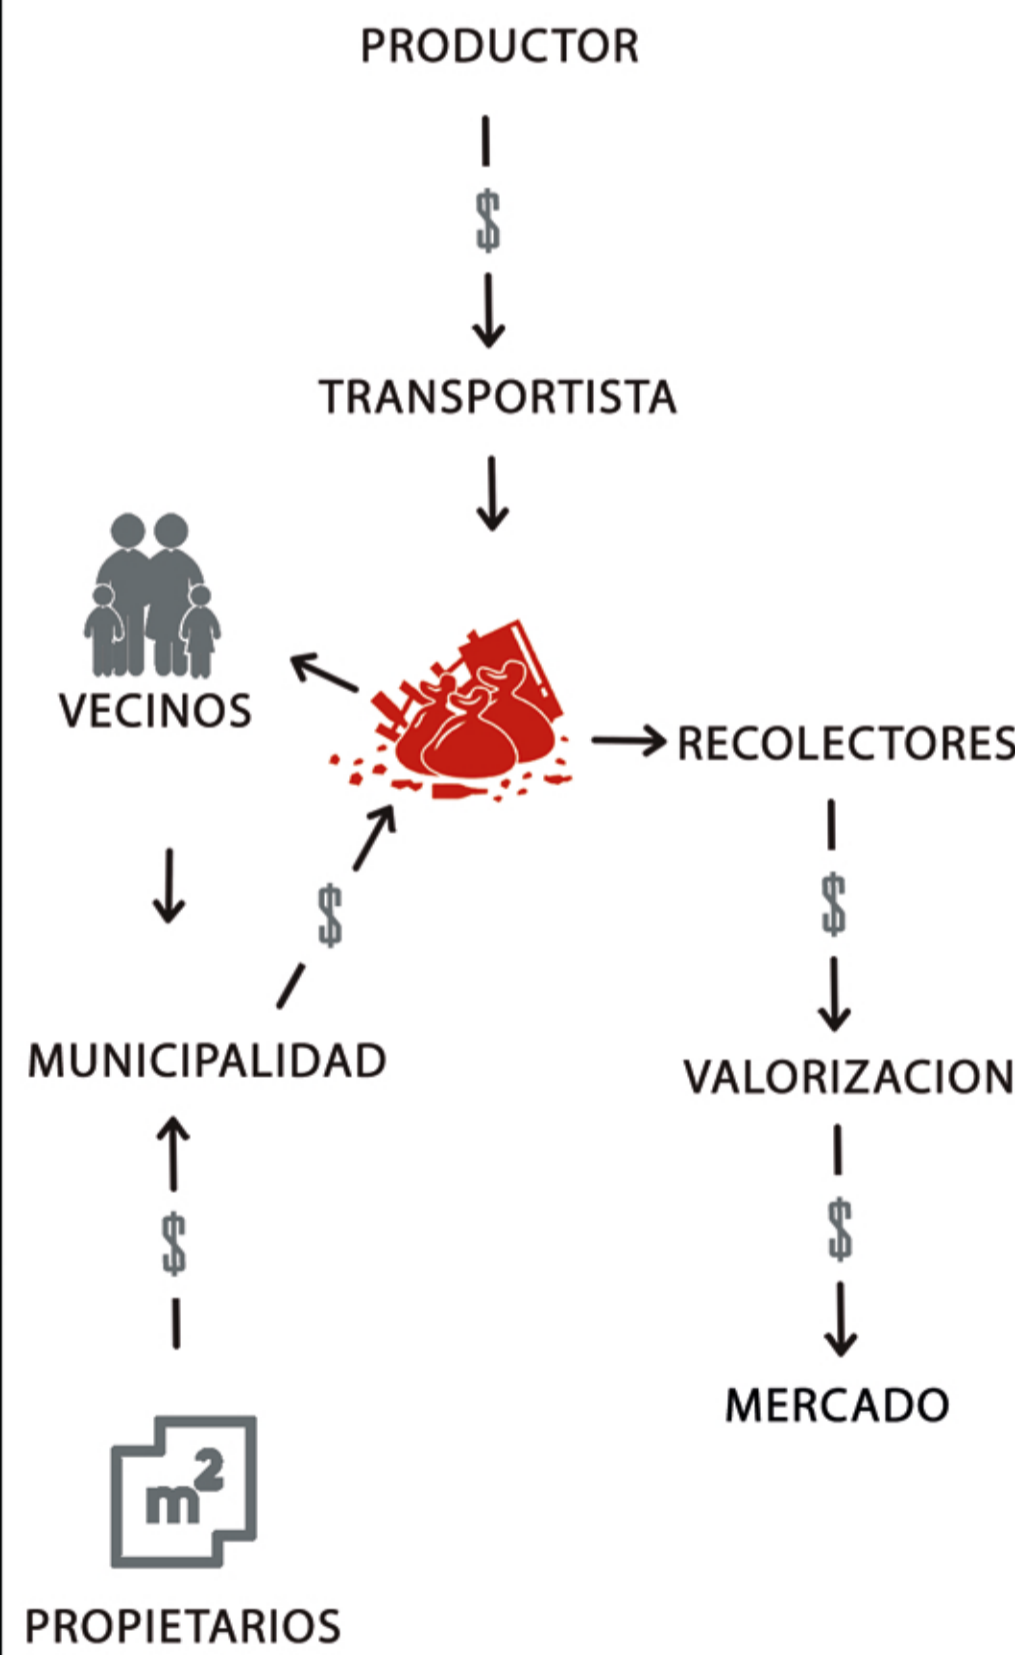 PRODUCTOR
$
TRANSPORTISTA
VECINOS
RECOLECTORES
$
$
MUNICIPALIDAD
VALORIZACION
$
$
m²
MERCADO
PROPIETARIOS